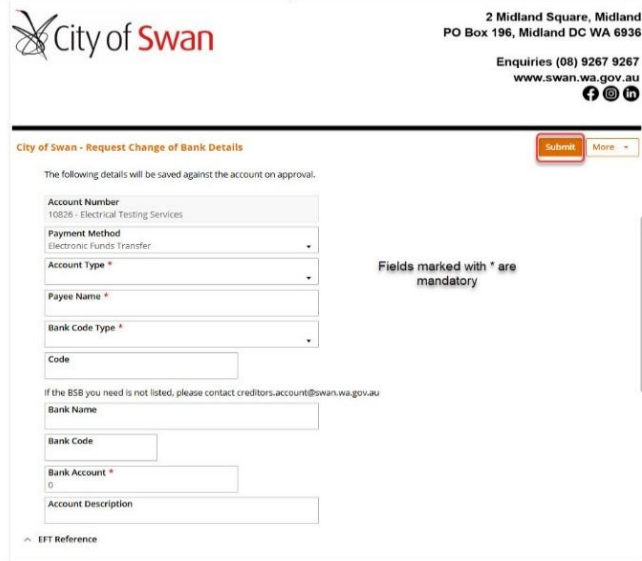 City of Swan
2 Midland Square, Midland
PO Box 196, Midland DC WA 6936
Enquiries (08) 9267 9267
www.swan.wa.gov.au
City of Swan - Request Change of Bank Details
Submit
More
The following details will be saved against the account on approval.
Account Number
10826 - Electrical Testing Services
Payment Method
Electronic Funds Transfer
Account Type *
Fields marked with * are
mandatory
Payee Name *
Bank Code Type *
Code
If the BSB you need is not listed, please contact creditors.account@swan.wa.gov.au
Bank Name
Bank Code
Bank Account *
0
Account Description
EFT Reference